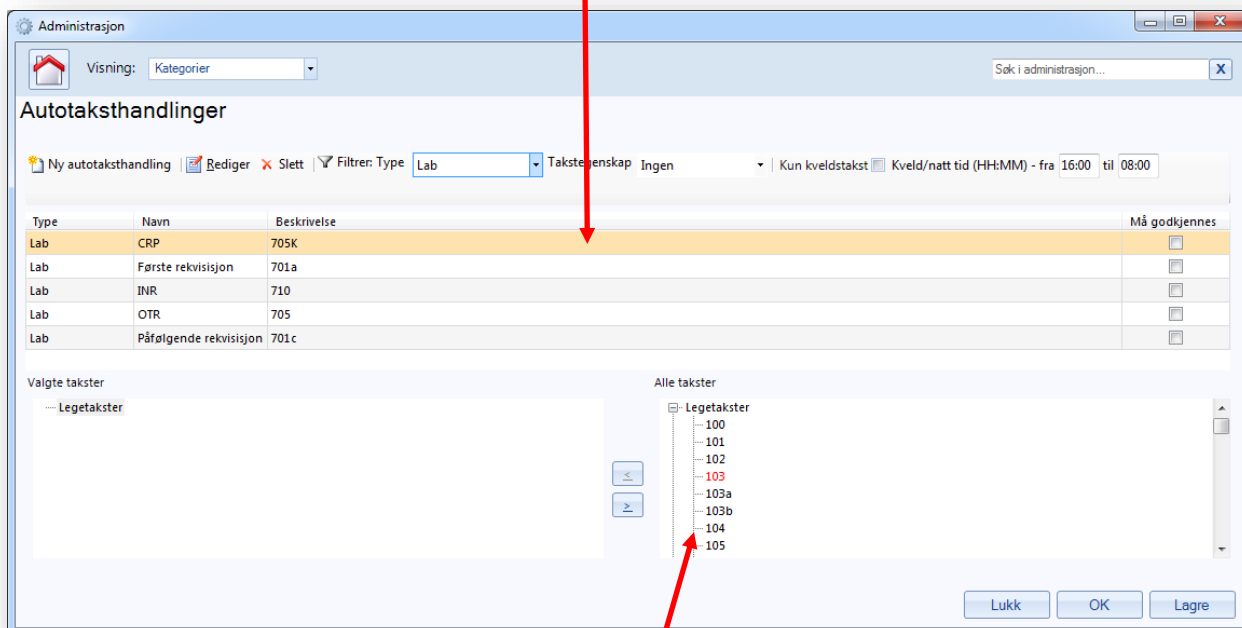 Administrasjon
Visning: Kategorier Søk i administrasjon... X
Autotaksthandlinger
Ny autotaksthandling Rediger Slett Filtrer: Type Lab Takstegenskap Ingen Kun kveldstakst Kveld/natt tid (HH:MM) - fra 16:00 til 08:00
Type Navn Beskrivelse Må godkjennes
Lab CRP 705K
Lab Første rekvisisjon 701a
Lab INR 710
Lab OTR 705
Lab Påfølgende rekvisisjon 701c
Valgte takster Alle takster
Legetakster Legetakster
100
101
102
103
103a
103b
104
105
<
>
Lukk OK Lagre